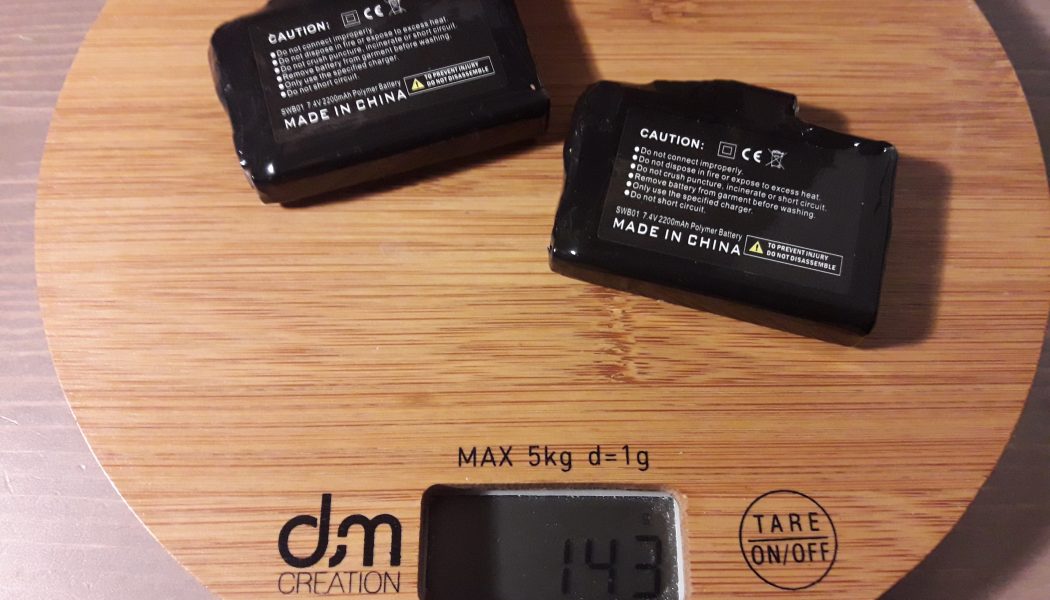 CAUTION: CE
Do not connect improperly.
Do not dispose in fire or expose to excess heat.
Do not crush puncture, incinerate or short circuit.
Remove battery from garment before washing.
Only use the specified charger.
Do not short circuit.
SWB01 7.4V 2200mAh Polymer Battery
MADE IN CHINA
TO PREVENT INJURY
DO NOT DISASSEMBLE
CAUTION: CE
Do not connect improperly.
Do not dispose in fire or expose to excess heat.
Do not crush puncture, incinerate or short circuit.
Remove battery from garment before washing.
Only use the specified charger.
Do not short circuit.
SWB01 7.4V 2200mAh Polymer Battery
MADE IN CHINA
TO PREVENT INJURY
DO NOT DISASSEMBLE
MAX 5kg d=1g
dm
CREATION
143
TARE
ON/OFF